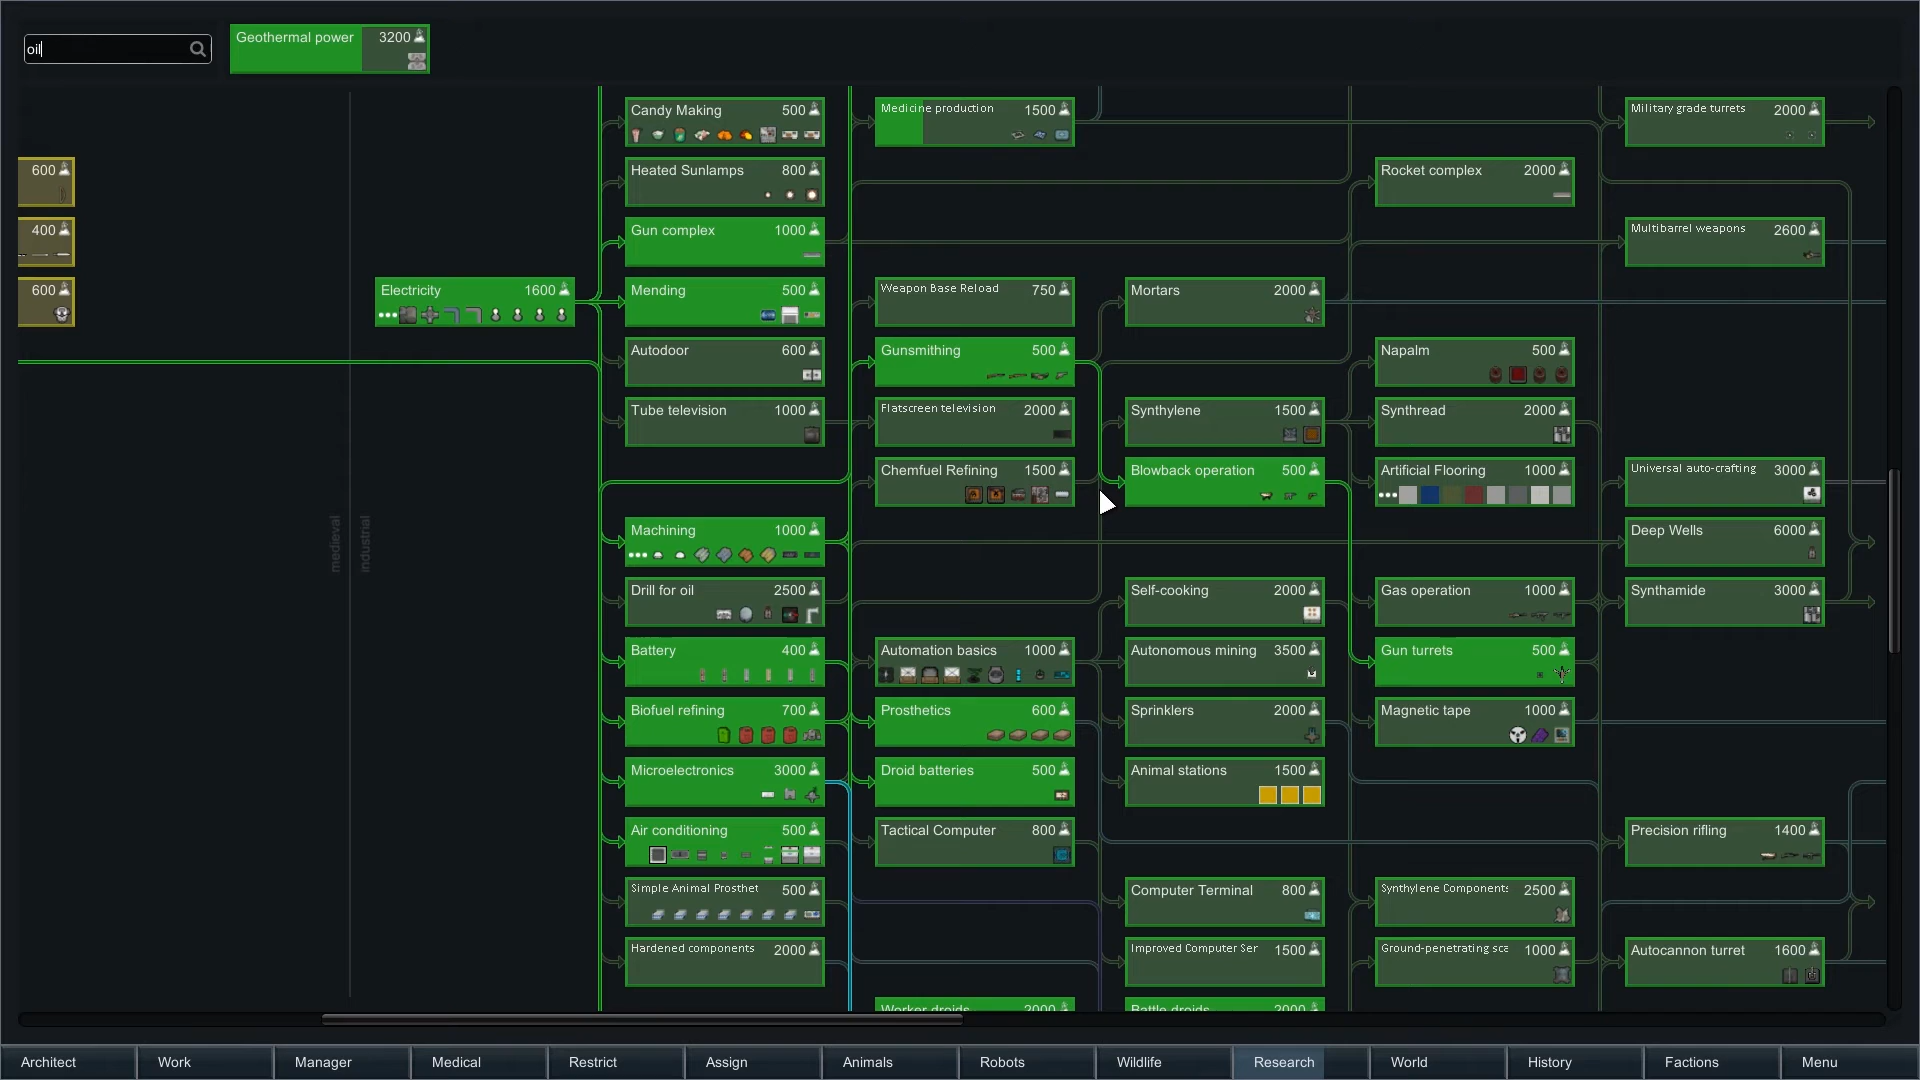 oil
Geothermal power 3200
Candy Making 500
Medicine production 1500
Military grade turrets 2000
600
Heated Sunlamps 800
Rocket complex 2000
400
Gun complex 1000
Multibarrel weapons 2600
600
Electricity 1600
Mending 500
Weapon Base Reload 750
Mortars 2000
Autodoor 600
Gunsmithing 500
Napalm 500
Tube television 1000
Flatscreen television 2000
Synthylene 1500
Synthread 2000
Chemfuel Refining 1500
Blowback operation 500
Artificial Flooring 1000
Universal auto-crafting 3000
medieval
industrial
Machining 1000
Deep Wells 6000
Drill for oil 2500
Self-cooking 2000
Gas operation 1000
Synthamide 3000
Battery 400
Automation basics 1000
Autonomous mining 3500
Gun turrets 500
Biofuel refining 700
Prosthetics 600
Sprinklers 2000
Magnetic tape 1000
Microelectronics 3000
Droid batteries 500
Animal stations 1500
Air conditioning 500
Tactical Computer 800
Precision rifling 1400
Simple Animal Prosthet 500
Computer Terminal 800
Synthylene Components 2500
Hardened components 2000
Improved Computer Ser 1500
Ground-penetrating sca 1000
Autocannon turret 1600
Worker droids 2000
Battle droids 2000
Architect
Work
Manager
Medical
Restrict
Assign
Animals
Robots
Wildlife
Research
World
History
Factions
Menu